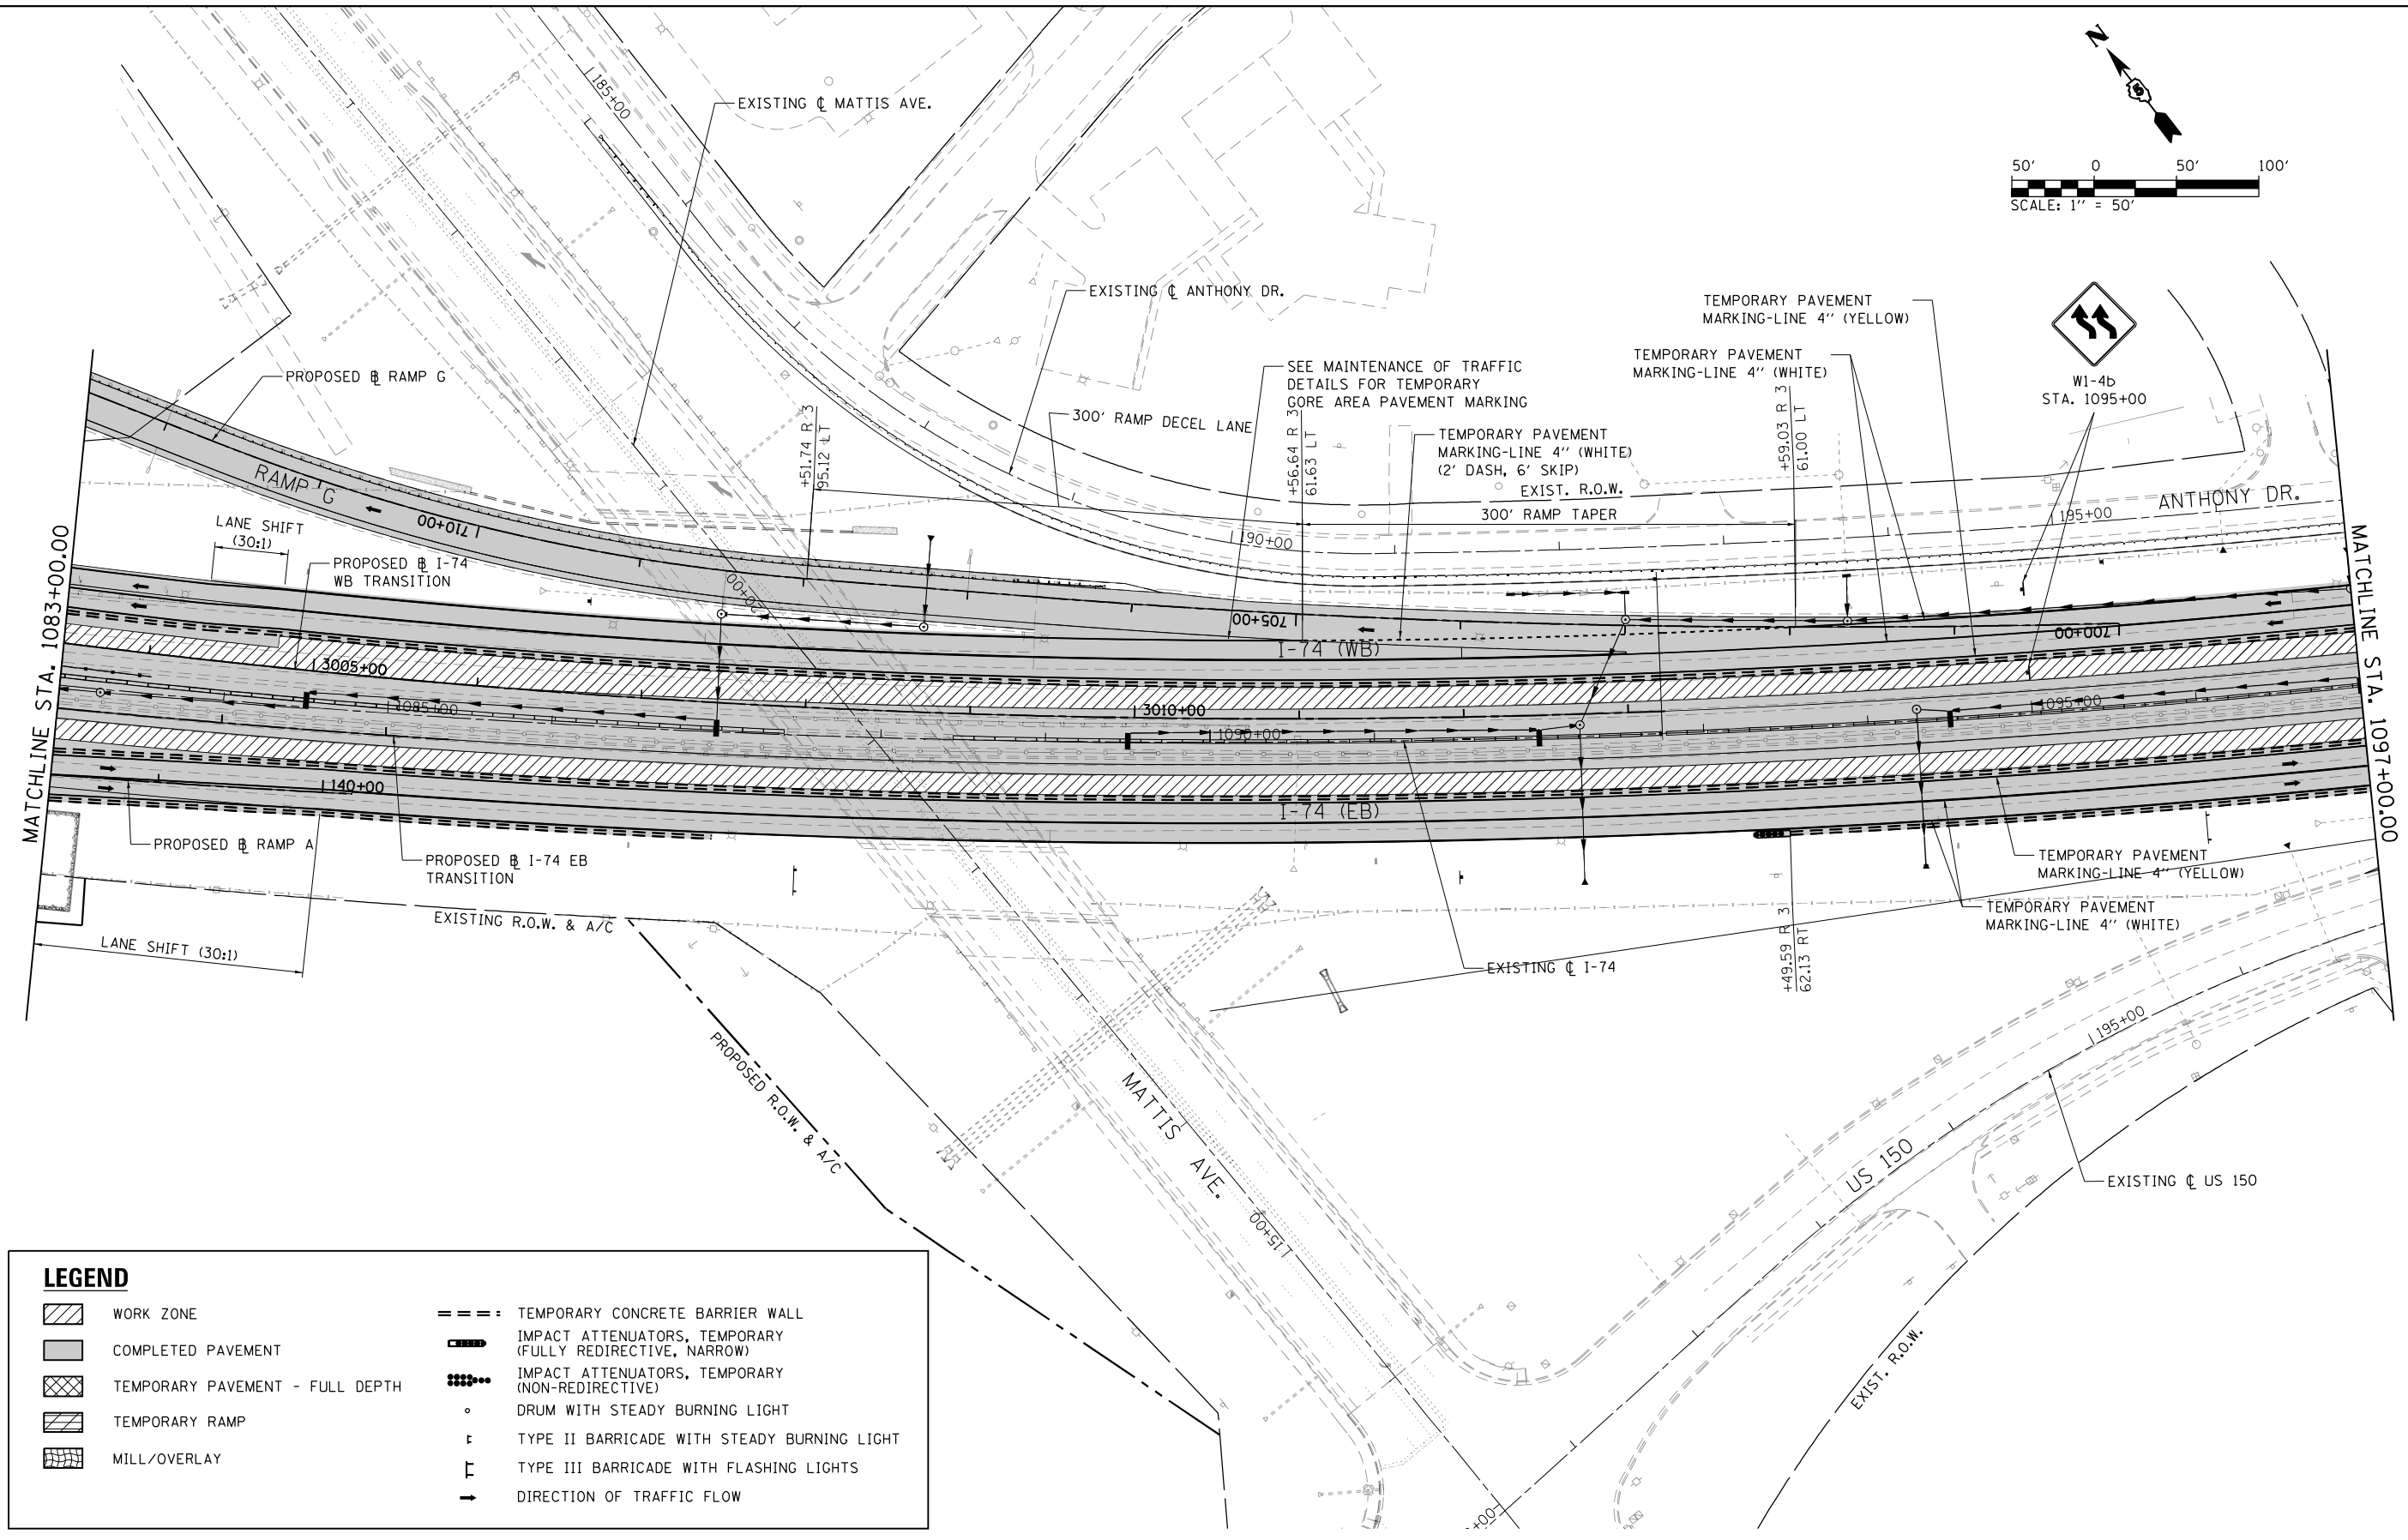 N
S
50' 0 50' 100'
SCALE: 1" = 50'
185+00
EXISTING ℄ MATTIS AVE.
EXISTING ℄ ANTHONY DR.
TEMPORARY PAVEMENT
MARKING-LINE 4" (YELLOW)
TEMPORARY PAVEMENT
MARKING-LINE 4" (WHITE)
W1-4b
STA. 1095+00
SEE MAINTENANCE OF TRAFFIC
DETAILS FOR TEMPORARY
GORE AREA PAVEMENT MARKING
PROPOSED ⅊ RAMP G
300' RAMP DECEL LANE
+51.74 R 3
95.12 LT
+56.64 R 3
61.63 LT
+59.03 R 3
61.00 LT
TEMPORARY PAVEMENT
MARKING-LINE 4" (WHITE)
(2' DASH, 6' SKIP)
EXIST. R.O.W.
300' RAMP TAPER
190+00
195+00
ANTHONY DR.
RAMP G
710+00
LANE SHIFT
(30:1)
PROPOSED ⅊ I-74
WB TRANSITION
20+00
705+00
700+00
I-74 (WB)
MATCHLINE STA. 1083+00.00
MATCHLINE STA. 1097+00.00
3005+00
3010+00
1085+00
1090+00
1095+00
140+00
I-74 (EB)
PROPOSED ⅊ RAMP A
PROPOSED ⅊ I-74 EB
TRANSITION
TEMPORARY PAVEMENT
MARKING-LINE 4" (YELLOW)
TEMPORARY PAVEMENT
MARKING-LINE 4" (WHITE)
+49.59 R 3
62.13 RT
EXISTING R.O.W. & A/C
LANE SHIFT (30:1)
EXISTING ℄ I-74
PROPOSED R.O.W. & A/C
MATTIS AVE.
15+00
195+00
US 150
EXISTING ℄ US 150
EXIST. R.O.W.
+00
LEGEND
WORK ZONE
COMPLETED PAVEMENT
TEMPORARY PAVEMENT - FULL DEPTH
TEMPORARY RAMP
MILL/OVERLAY
TEMPORARY CONCRETE BARRIER WALL
IMPACT ATTENUATORS, TEMPORARY
(FULLY REDIRECTIVE, NARROW)
IMPACT ATTENUATORS, TEMPORARY
(NON-REDIRECTIVE)
DRUM WITH STEADY BURNING LIGHT
TYPE II BARRICADE WITH STEADY BURNING LIGHT
TYPE III BARRICADE WITH FLASHING LIGHTS
DIRECTION OF TRAFFIC FLOW